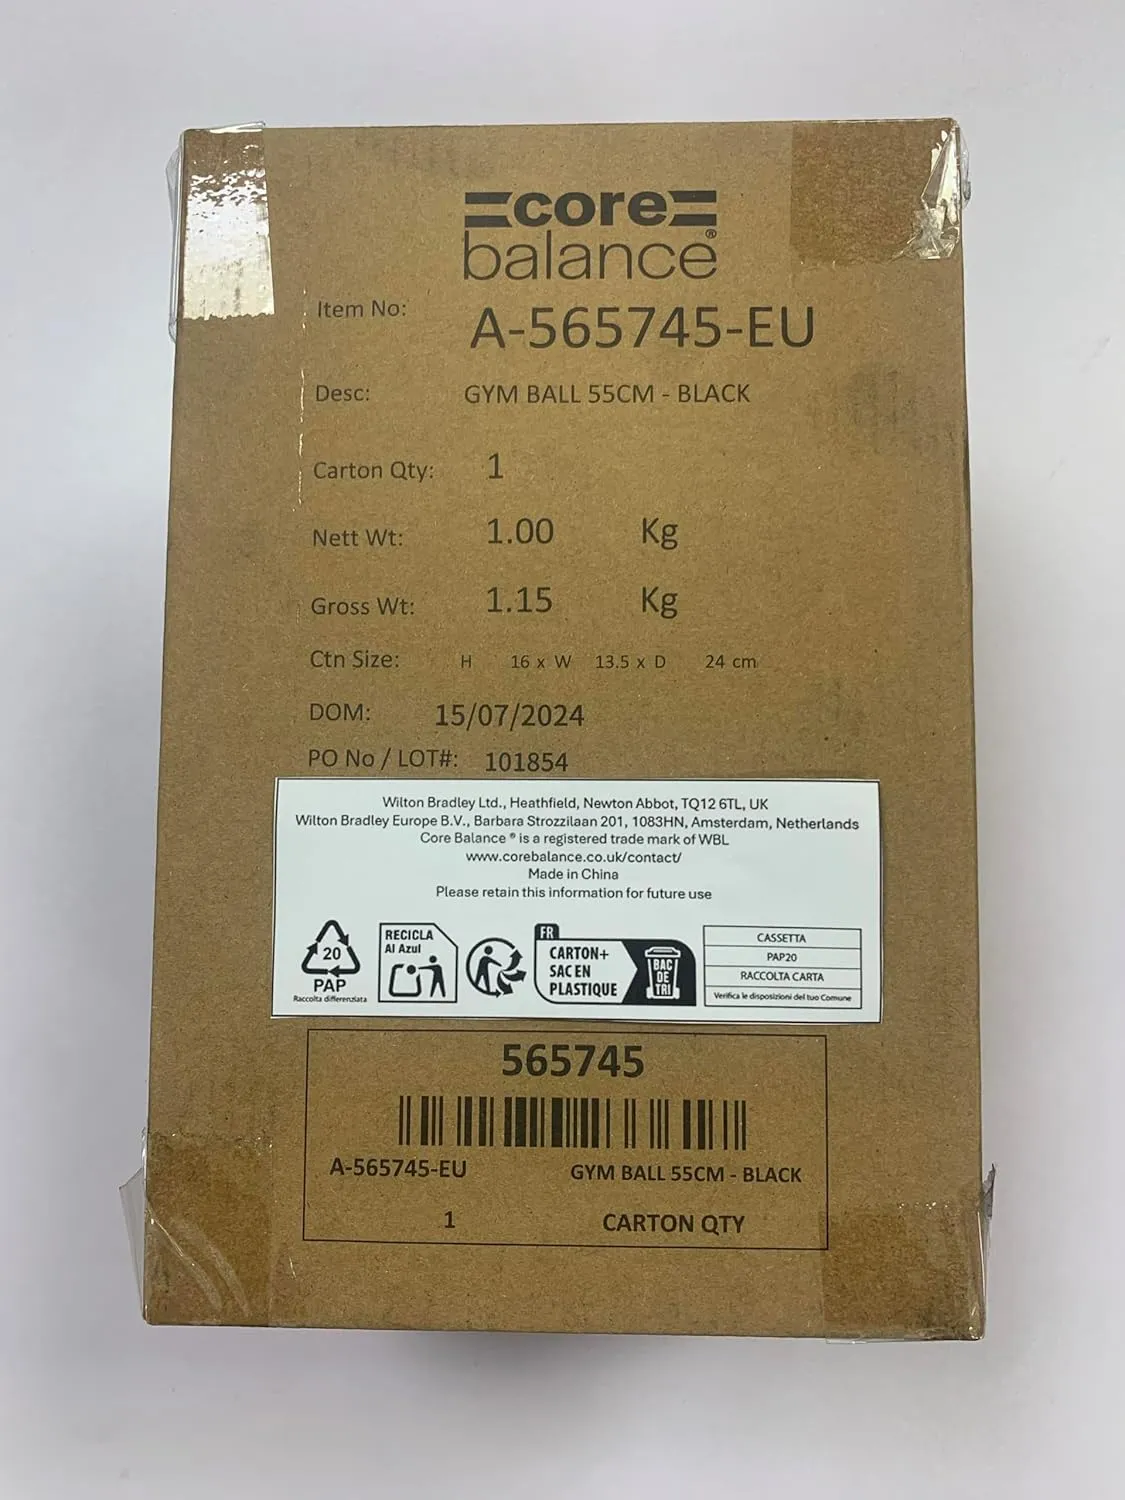 core
balance®
Item No: A-565745-EU
Desc: GYM BALL 55CM - BLACK
Carton Qty: 1
Nett Wt: 1.00 Kg
Gross Wt: 1.15 Kg
Ctn Size: H 16 x W 13.5 x D 24 cm
DOM: 15/07/2024
PO No / LOT#: 101854
Wilton Bradley Ltd., Heathfield, Newton Abbot, TQ12 6TL, UK
Wilton Bradley Europe B.V., Barbara Strozzilaan 201, 1083HN, Amsterdam, Netherlands
Core Balance ® is a registered trade mark of WBL
www.corebalance.co.uk/contact/
Made in China
Please retain this information for future use
20
PAP
Raccolta differenziata
RECICLA
Al Azul
FR
CARTON+
SAC EN
PLASTIQUE
BAC
DE
TRI
CASSETTA
PAP20
RACCOLTA CARTA
Verifica le disposizioni del tuo Comune
565745
A-565745-EU GYM BALL 55CM - BLACK
1 CARTON QTY